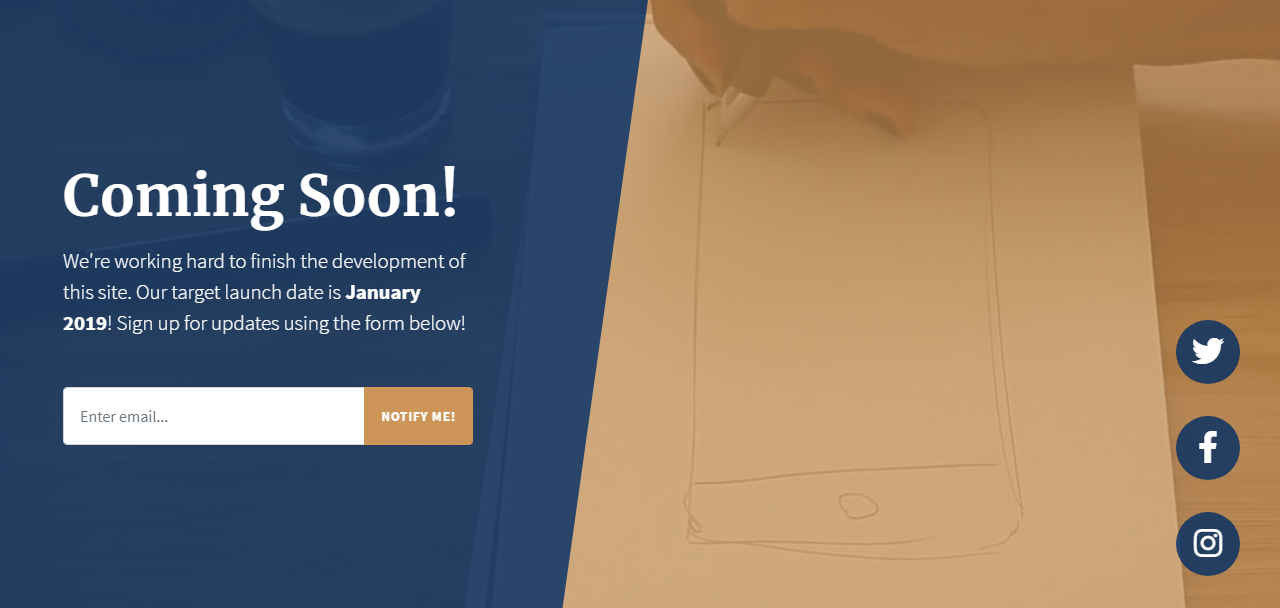 Coming Soon!
We're working hard to finish the development of
this site. Our target launch date is January
2019! Sign up for updates using the form below!
Enter email... NOTIFY ME!